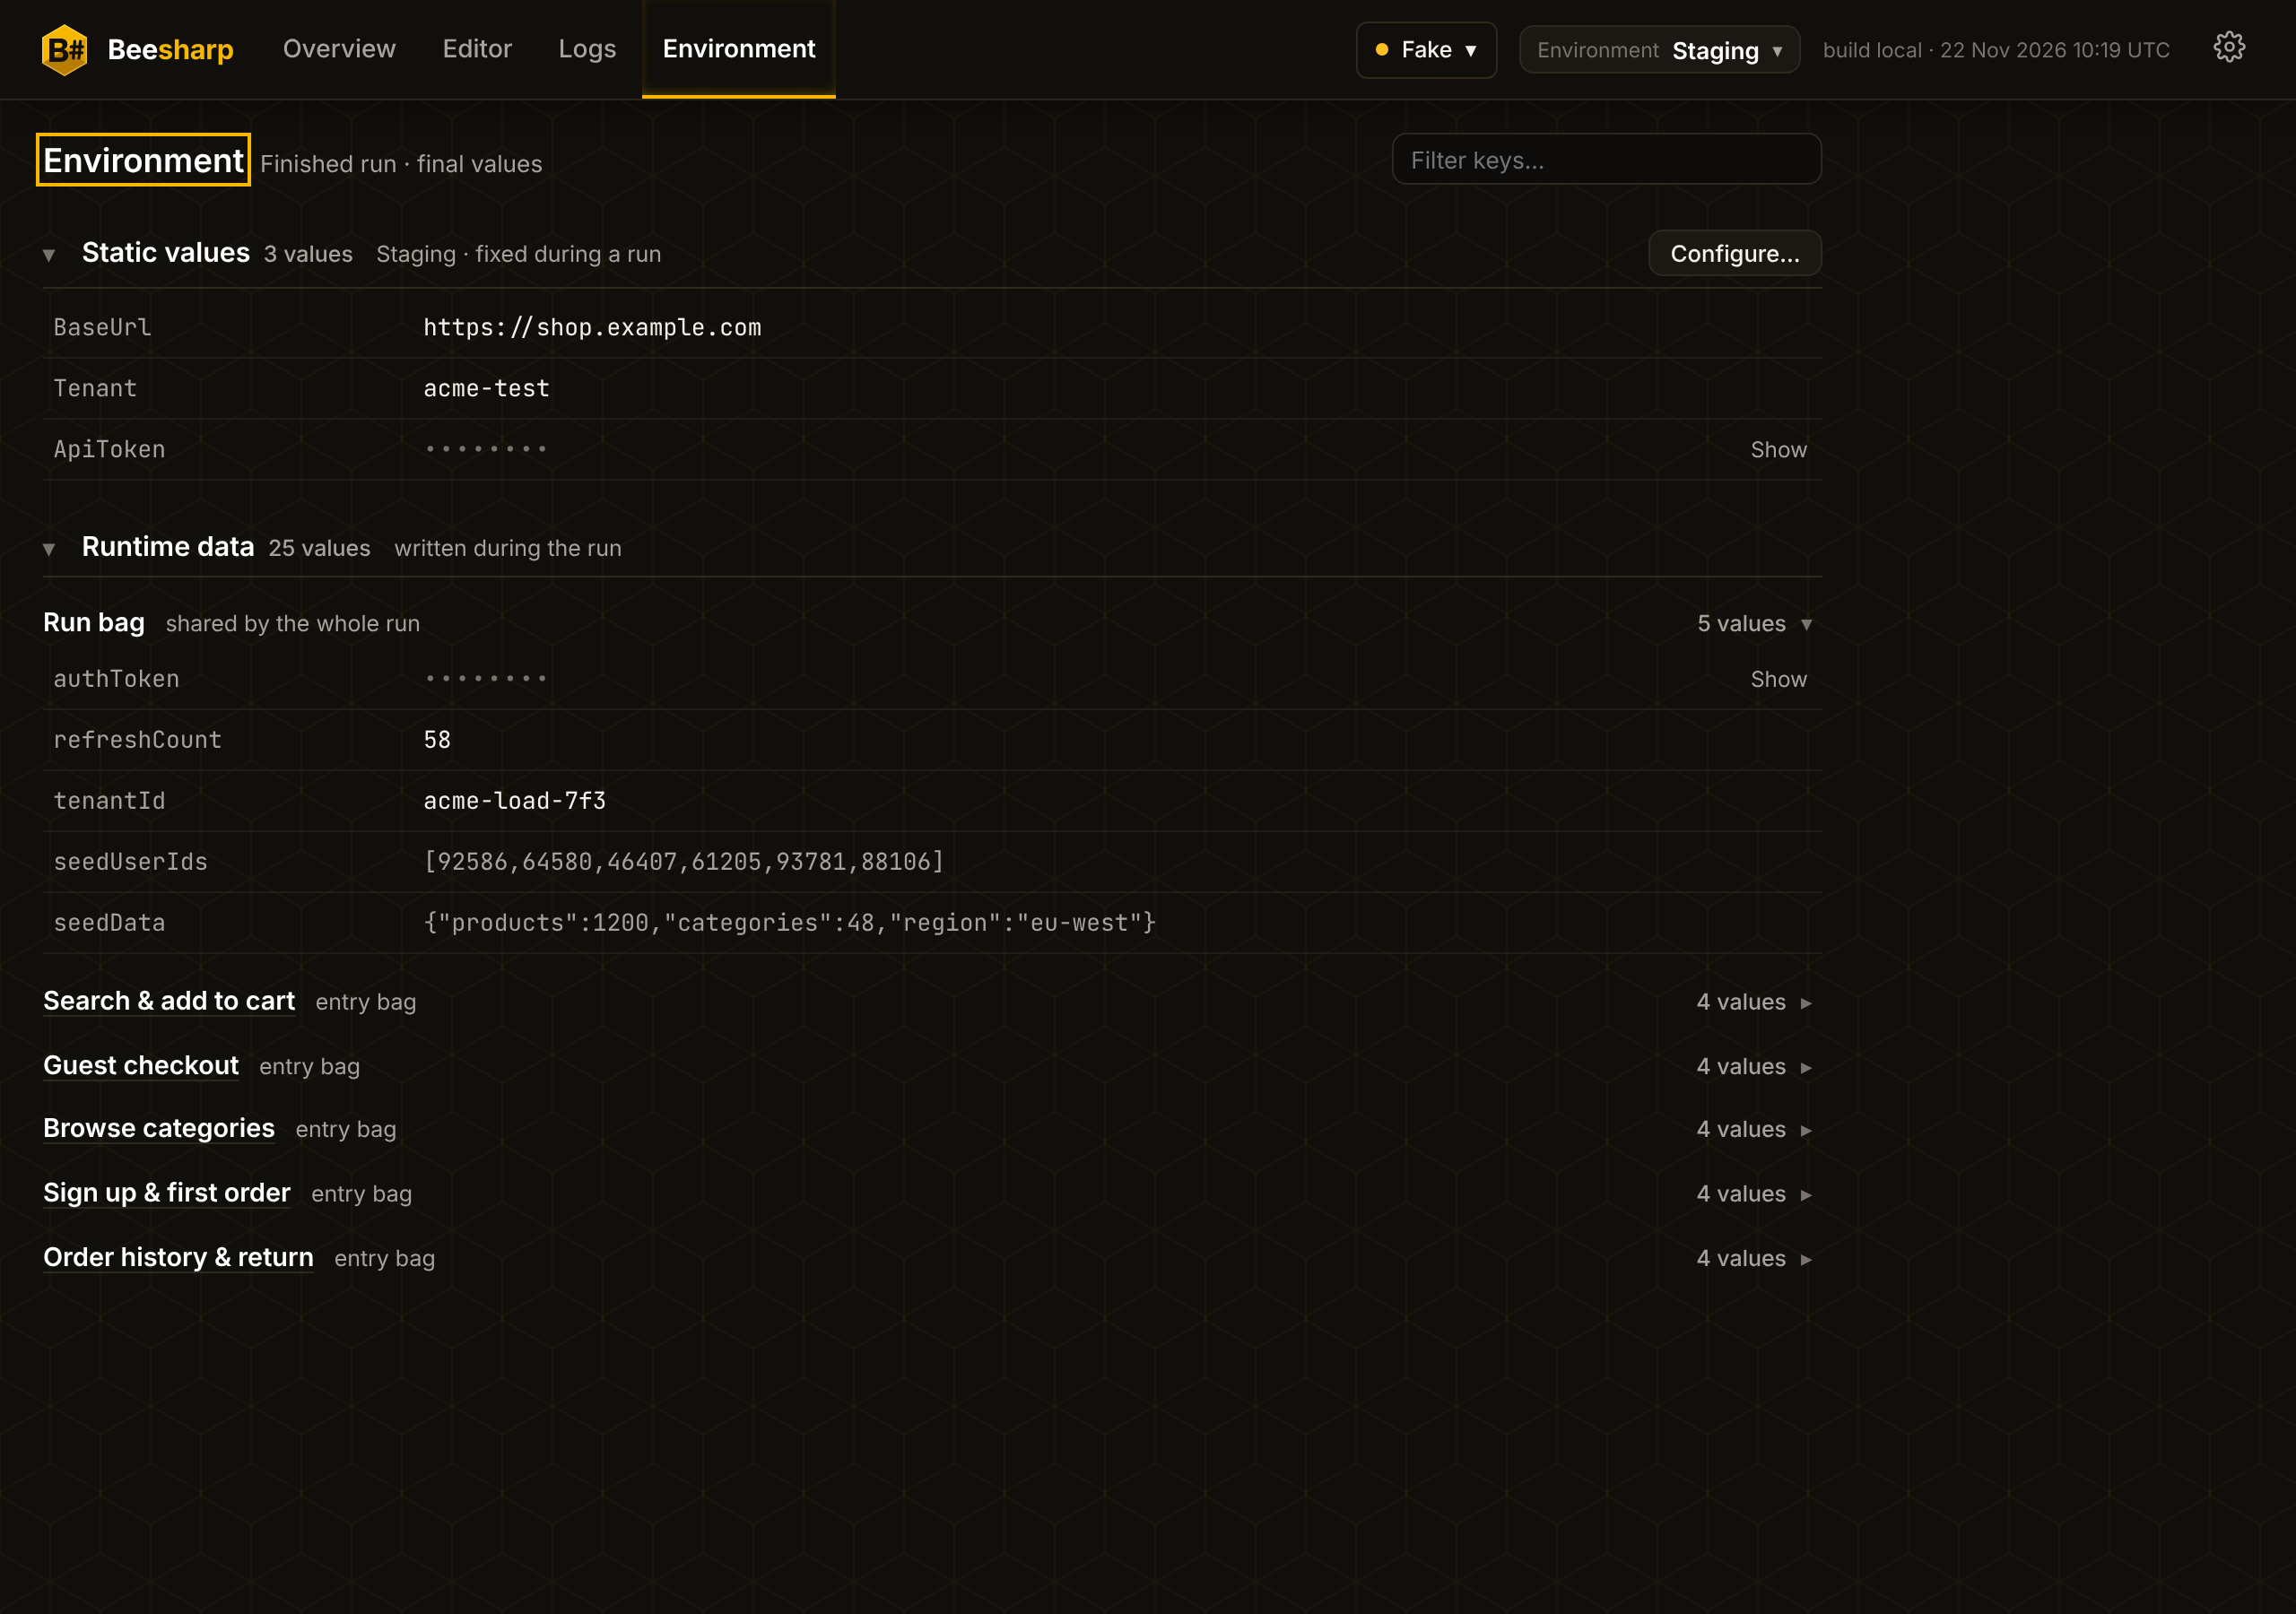 B# Beesharp Overview Editor Logs Environment Fake ▾ Environment Staging ▾ build local · 22 Nov 2026 10:19 UTC
Environment Finished run · final values Filter keys...
▾ Static values 3 values Staging · fixed during a run Configure...
BaseUrl https://shop.example.com
Tenant acme-test
ApiToken •••••••• Show
▾ Runtime data 25 values written during the run
Run bag shared by the whole run 5 values ▾
authToken •••••••• Show
refreshCount 58
tenantId acme-load-7f3
seedUserIds [92586,64580,46407,61205,93781,88106]
seedData {"products":1200,"categories":48,"region":"eu-west"}
Search & add to cart entry bag 4 values ▸
Guest checkout entry bag 4 values ▸
Browse categories entry bag 4 values ▸
Sign up & first order entry bag 4 values ▸
Order history & return entry bag 4 values ▸